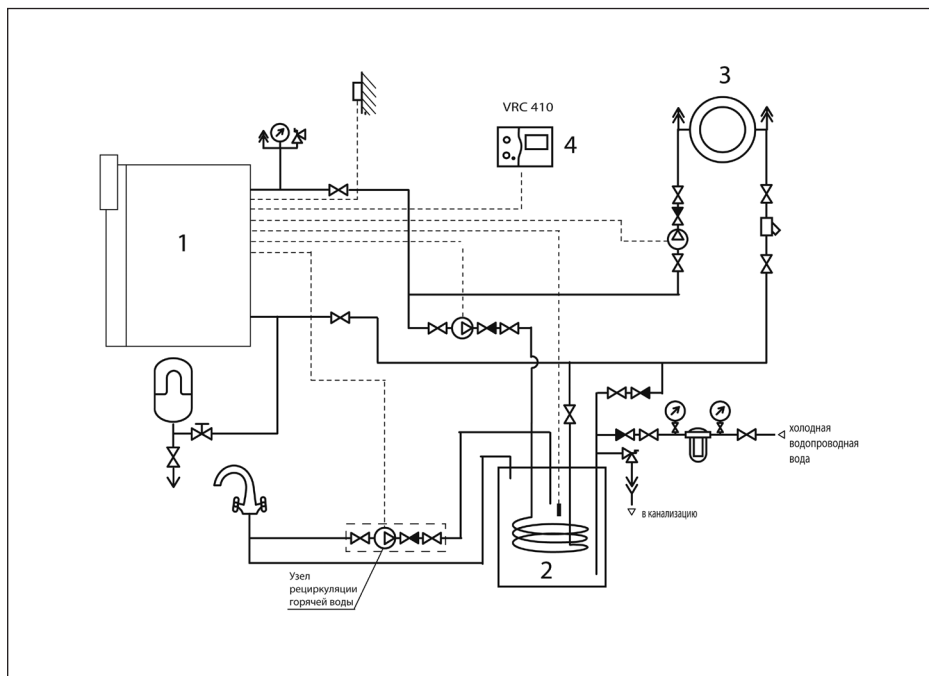 3
VRC 410
4
1
холодная
водопроводная
вода
в канализацию
2
Узел
рециркуляции
горячей воды